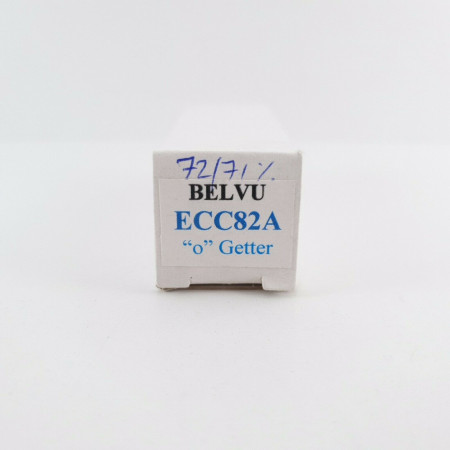 72/71%
BELVU
ECC82A
“o” Getter